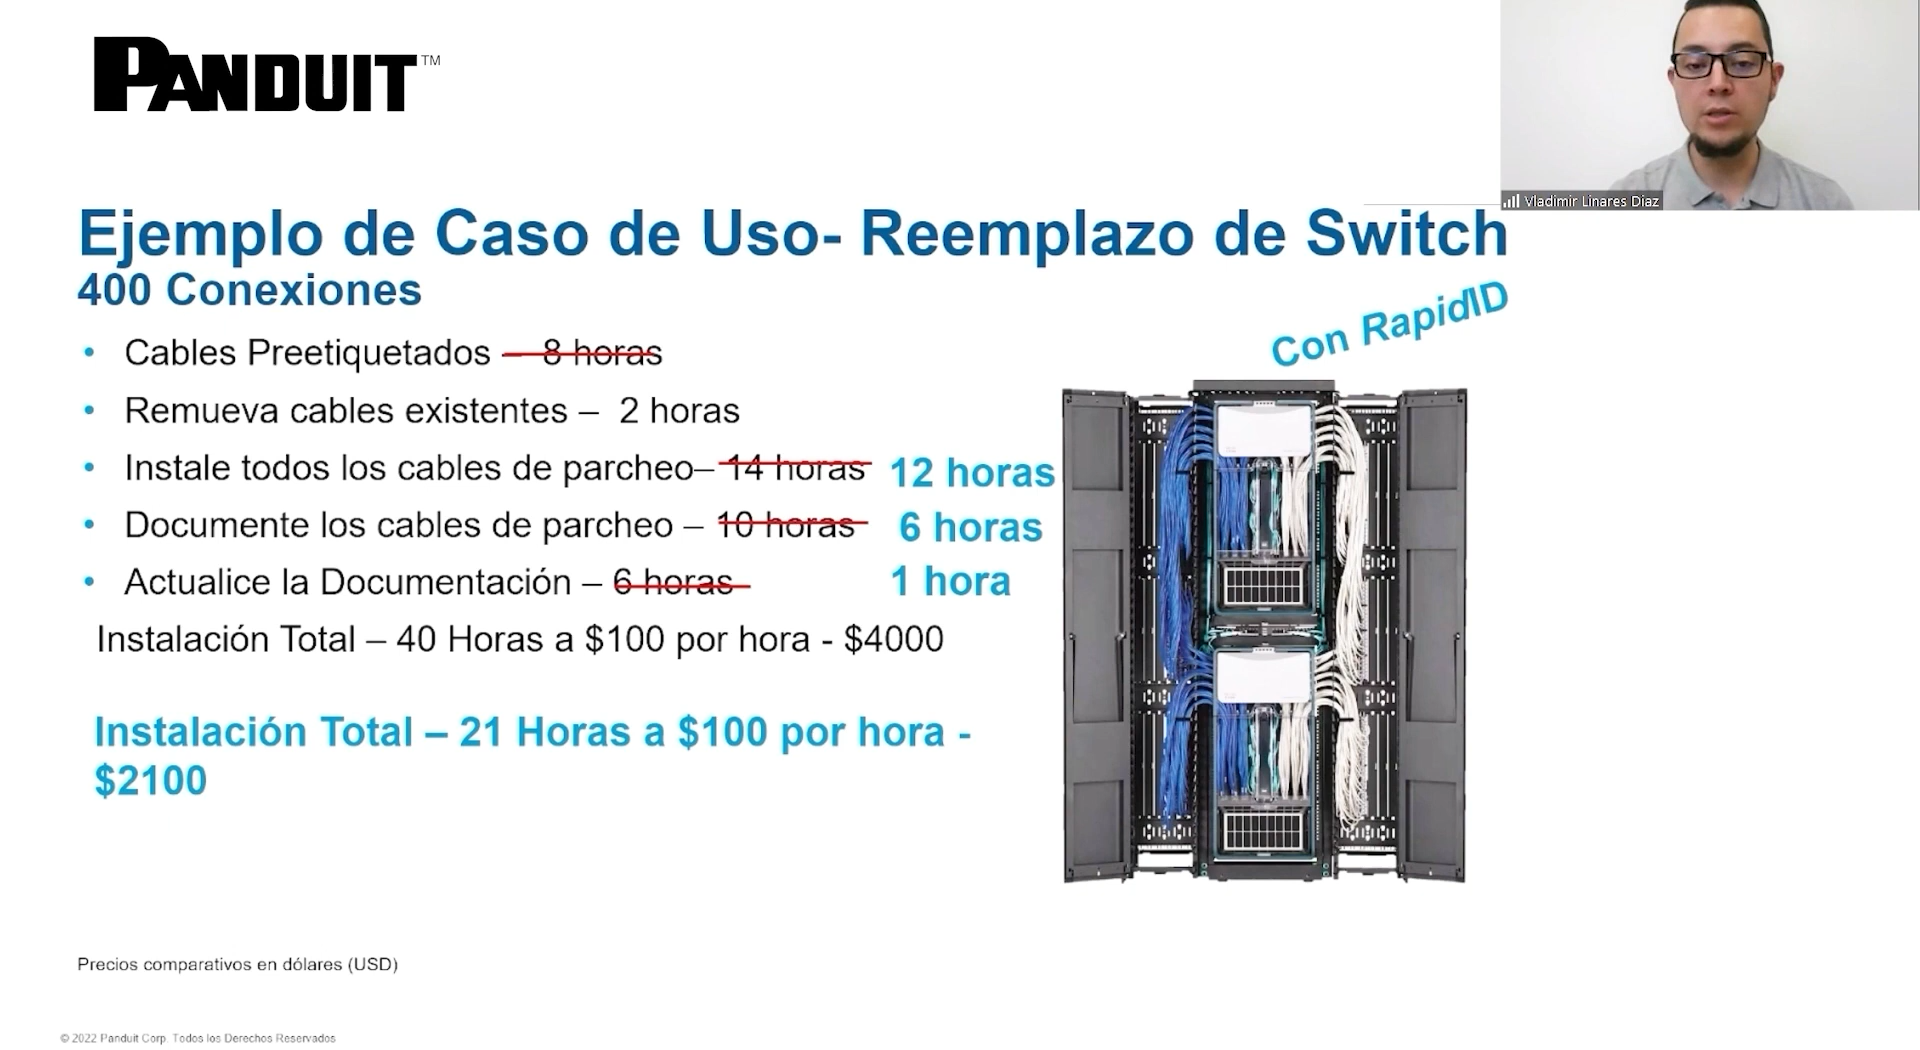 PANDUIT™
Vladimir Linares Diaz
Ejemplo de Caso de Uso- Reemplazo de Switch
400 Conexiones
Con RapidID
• Cables Preetiquetados – 8 horas
• Remueva cables existentes – 2 horas
• Instale todos los cables de parcheo– 14 horas 12 horas
• Documente los cables de parcheo – 10 horas 6 horas
• Actualice la Documentación – 6 horas 1 hora
Instalación Total – 40 Horas a $100 por hora - $4000
Instalación Total – 21 Horas a $100 por hora -
$2100
Precios comparativos en dólares (USD)
© 2022 Panduit Corp. Todos los Derechos Reservados